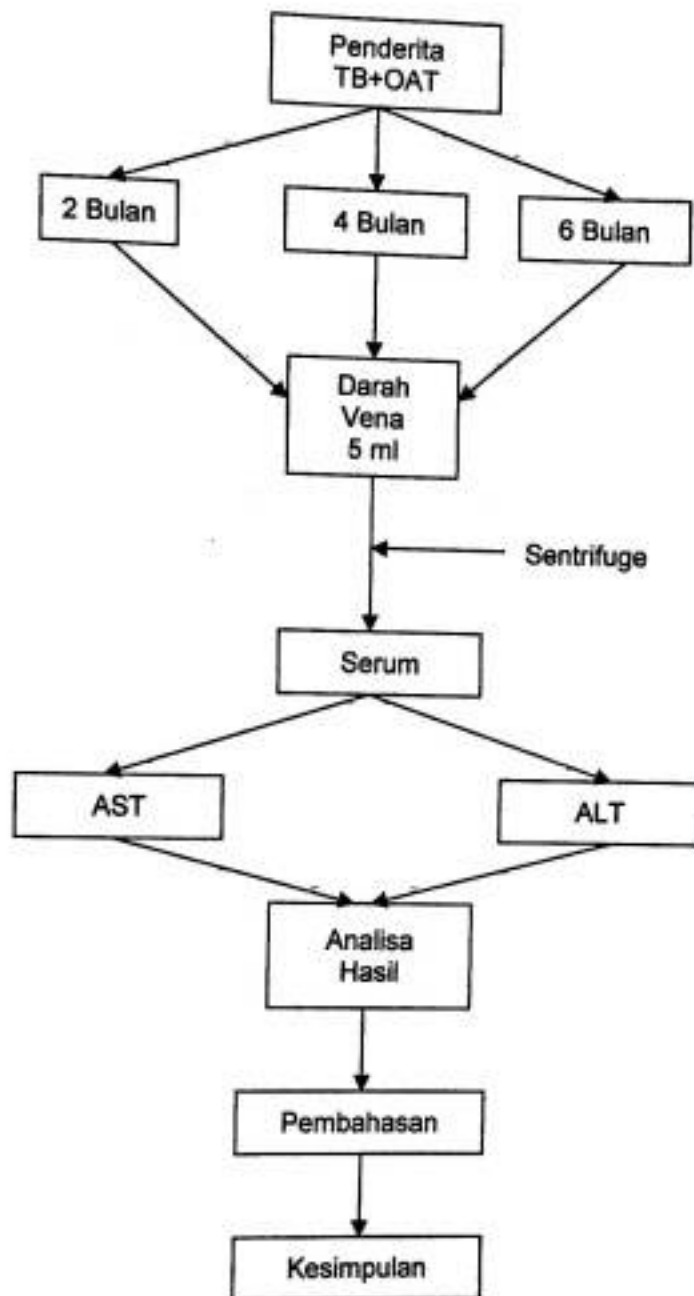 Penderita
TB+OAT
2 Bulan
4 Bulan
6 Bulan
Darah
Vena
5 ml
Sentrifuge
Serum
AST
ALT
Analisa
Hasil
Pembahasan
Kesimpulan